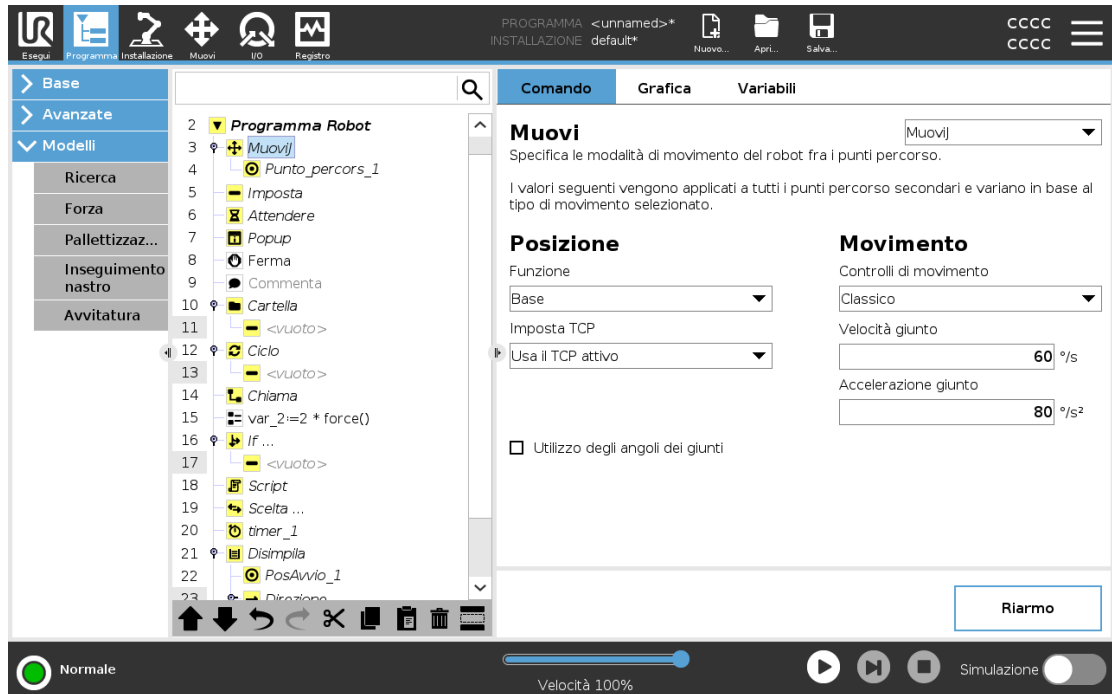 PROGRAMMA <unnamed>*
INSTALLAZIONE default*
Esegui
Programma
Installazione
Muovi
I/O
Registro
Nuovo...
Apri...
Salva...
CCCC
CCCC
Base
Avanzate
Modelli
Ricerca
Forza
Pallettizzaz...
Inseguimento
nastro
Avvitatura
2 Programma Robot
3 MuoviJ
4 Punto_percors_1
5 Imposta
6 Attendere
7 Popup
8 Ferma
9 Commenta
10 Cartella
11 <vuoto>
12 Ciclo
13 <vuoto>
14 Chiama
15 var_2:=2 * force()
16 If ...
17 <vuoto>
18 Script
19 Scelta ...
20 timer_1
21 Disimpila
22 PosAvvio_1
23 Direzione
Comando
Grafica
Variabili
Muovi
MuoviJ
Specifica le modalità di movimento del robot fra i punti percorso.
I valori seguenti vengono applicati a tutti i punti percorso secondari e variano in base al
tipo di movimento selezionato.
Posizione
Funzione
Base
Imposta TCP
Usa il TCP attivo
Utilizzo degli angoli dei giunti
Movimento
Controlli di movimento
Classico
Velocità giunto
60 °/s
Accelerazione giunto
80 °/s²
Riarmo
Normale
Velocità 100%
Simulazione